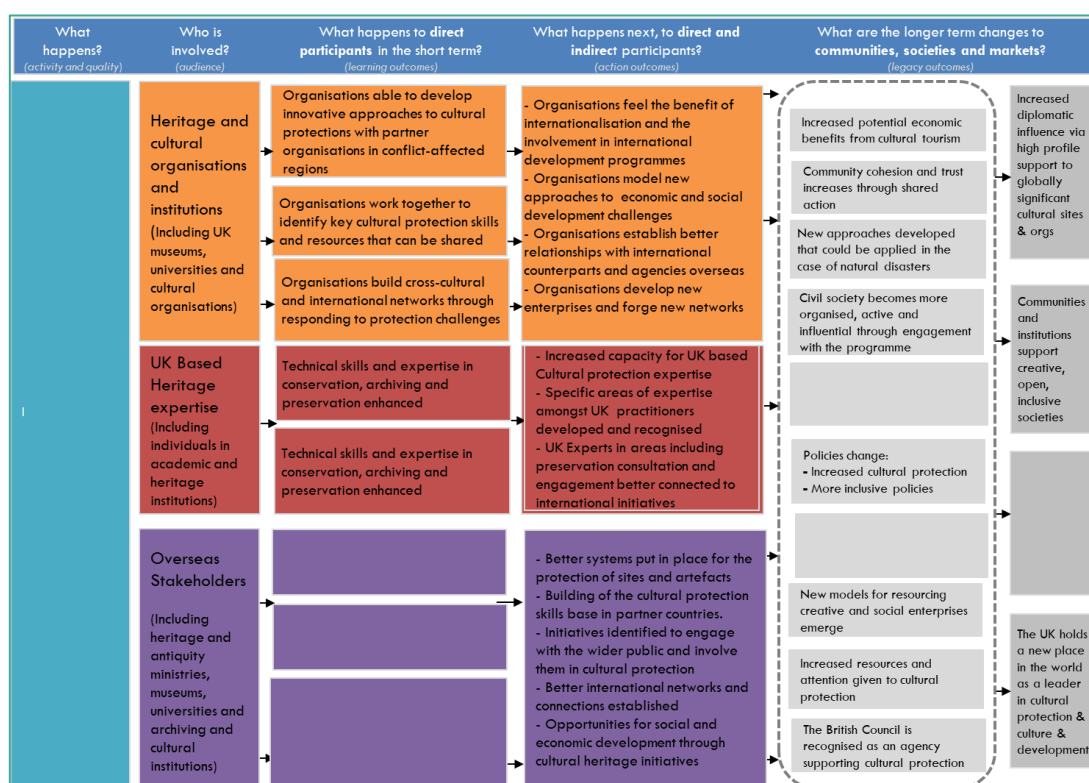 What
happens?
(activity and quality)
Who is
involved?
(audience)
What happens to direct
participants in the short term?
(learning outcomes)
What happens next, to direct and
indirect participants?
(action outcomes)
What are the longer term changes to
communities, societies and markets?
(legacy outcomes)
Heritage and
cultural
organisations
and
institutions
(Including UK
museums,
universities and
cultural
organisations)
Organisations able to develop
innovative approaches to cultural
protections with partner
organisations in conflict-affected
regions
Organisations work together to
identify key cultural protection skills
and resources that can be shared
Organisations build cross-cultural
and international networks through
responding to protection challenges
- Organisations feel the benefit of
internationalisation and the
involvement in international
development programmes
- Organisations model new
approaches to economic and social
development challenges
- Organisations establish better
relationships with international
counterparts and agencies overseas
- Organisations develop new
enterprises and forge new networks
UK Based
Heritage
expertise
(Including
individuals in
academic and
heritage
institutions)
Technical skills and expertise in
conservation, archiving and
preservation enhanced
Technical skills and expertise in
conservation, archiving and
preservation enhanced
- Increased capacity for UK based
Cultural protection expertise
- Specific areas of expertise
amongst UK practitioners
developed and recognised
- UK Experts in areas including
preservation consultation and
engagement better connected to
international initiatives
Overseas
Stakeholders
(Including
heritage and
antiquity
ministries,
museums,
universities and
archiving and
cultural
institutions)
- Better systems put in place for the
protection of sites and artefacts
- Building of the cultural protection
skills base in partner countries.
- Initiatives identified to engage
with the wider public and involve
them in cultural protection
- Better international networks and
connections established
- Opportunities for social and
economic development through
cultural heritage initiatives
Increased potential economic
benefits from cultural tourism
Community cohesion and trust
increases through shared
action
New approaches developed
that could be applied in the
case of natural disasters
Civil society becomes more
organised, active and
influential through engagement
with the programme
Policies change:
- Increased cultural protection
- More inclusive policies
New models for resourcing
creative and social enterprises
emerge
Increased resources and
attention given to cultural
protection
The British Council is
recognised as an agency
supporting cultural protection
Increased
diplomatic
influence via
high profile
support to
globally
significant
cultural sites
& orgs
Communities
and
institutions
support
creative,
open,
inclusive
societies
The UK holds
a new place
in the world
as a leader
in cultural
protection &
culture &
development